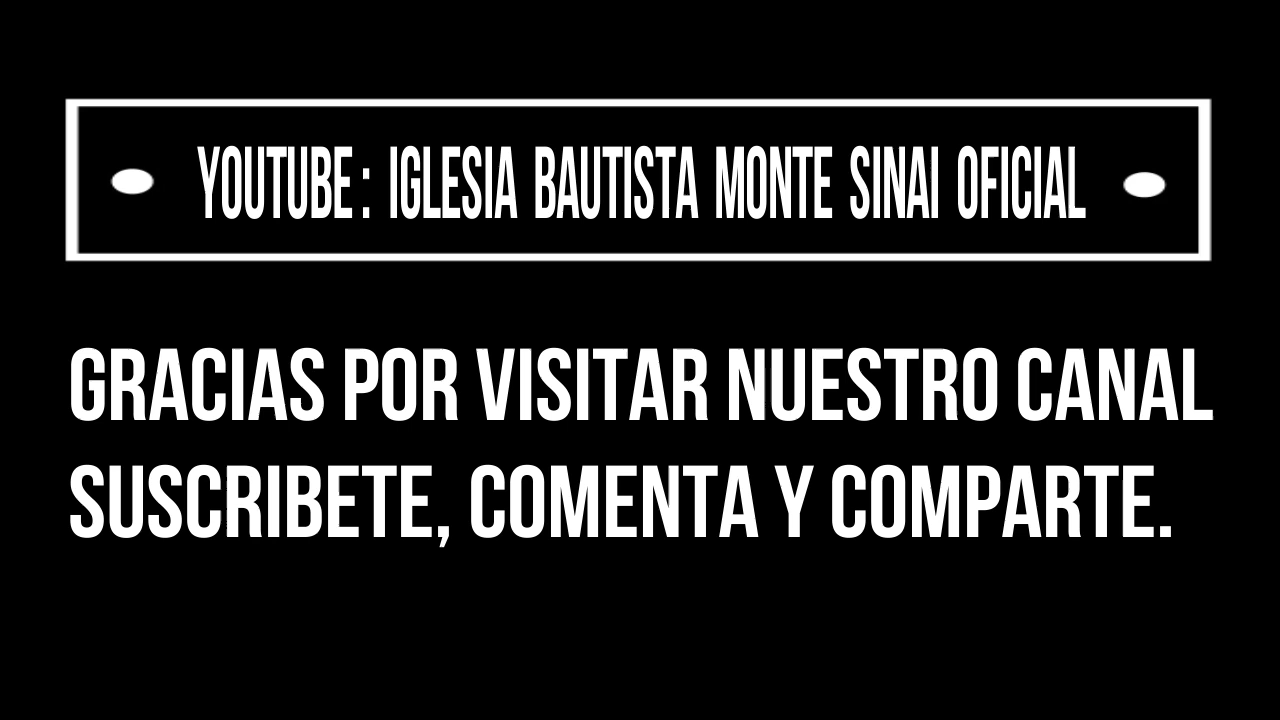 YOUTUBE: IGLESIA BAUTISTA MONTE SINAI OFICIAL
GRACIAS POR VISITAR NUESTRO CANAL
SUSCRIBETE, COMENTA Y COMPARTE.